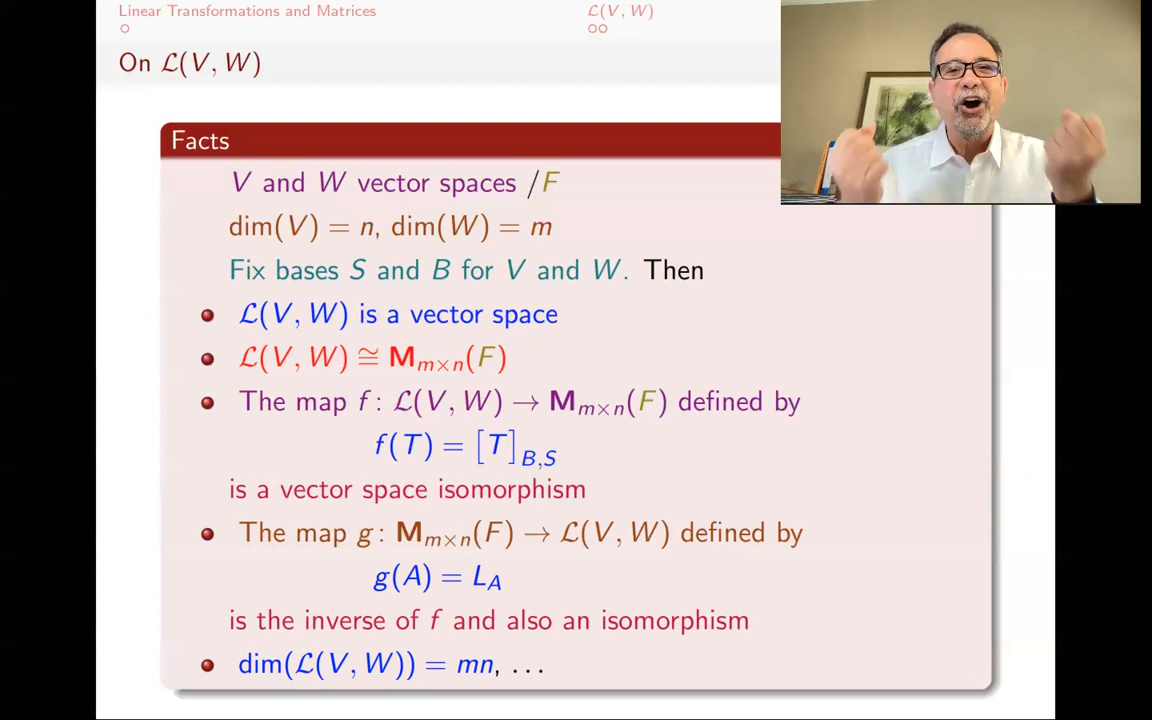 Linear Transformations and Matrices
ℒ(V, W)
On ℒ(V, W)
Facts
V and W vector spaces /F
dim(V) = n, dim(W) = m
Fix bases S and B for V and W. Then
• ℒ(V, W) is a vector space
• ℒ(V, W) ≅ M_{m×n}(F)
• The map f: ℒ(V, W) → M_{m×n}(F) defined by
f(T) = [T]_{B,S}
is a vector space isomorphism
• The map g: M_{m×n}(F) → ℒ(V, W) defined by
g(A) = L_A
is the inverse of f and also an isomorphism
• dim(ℒ(V, W)) = mn, ...